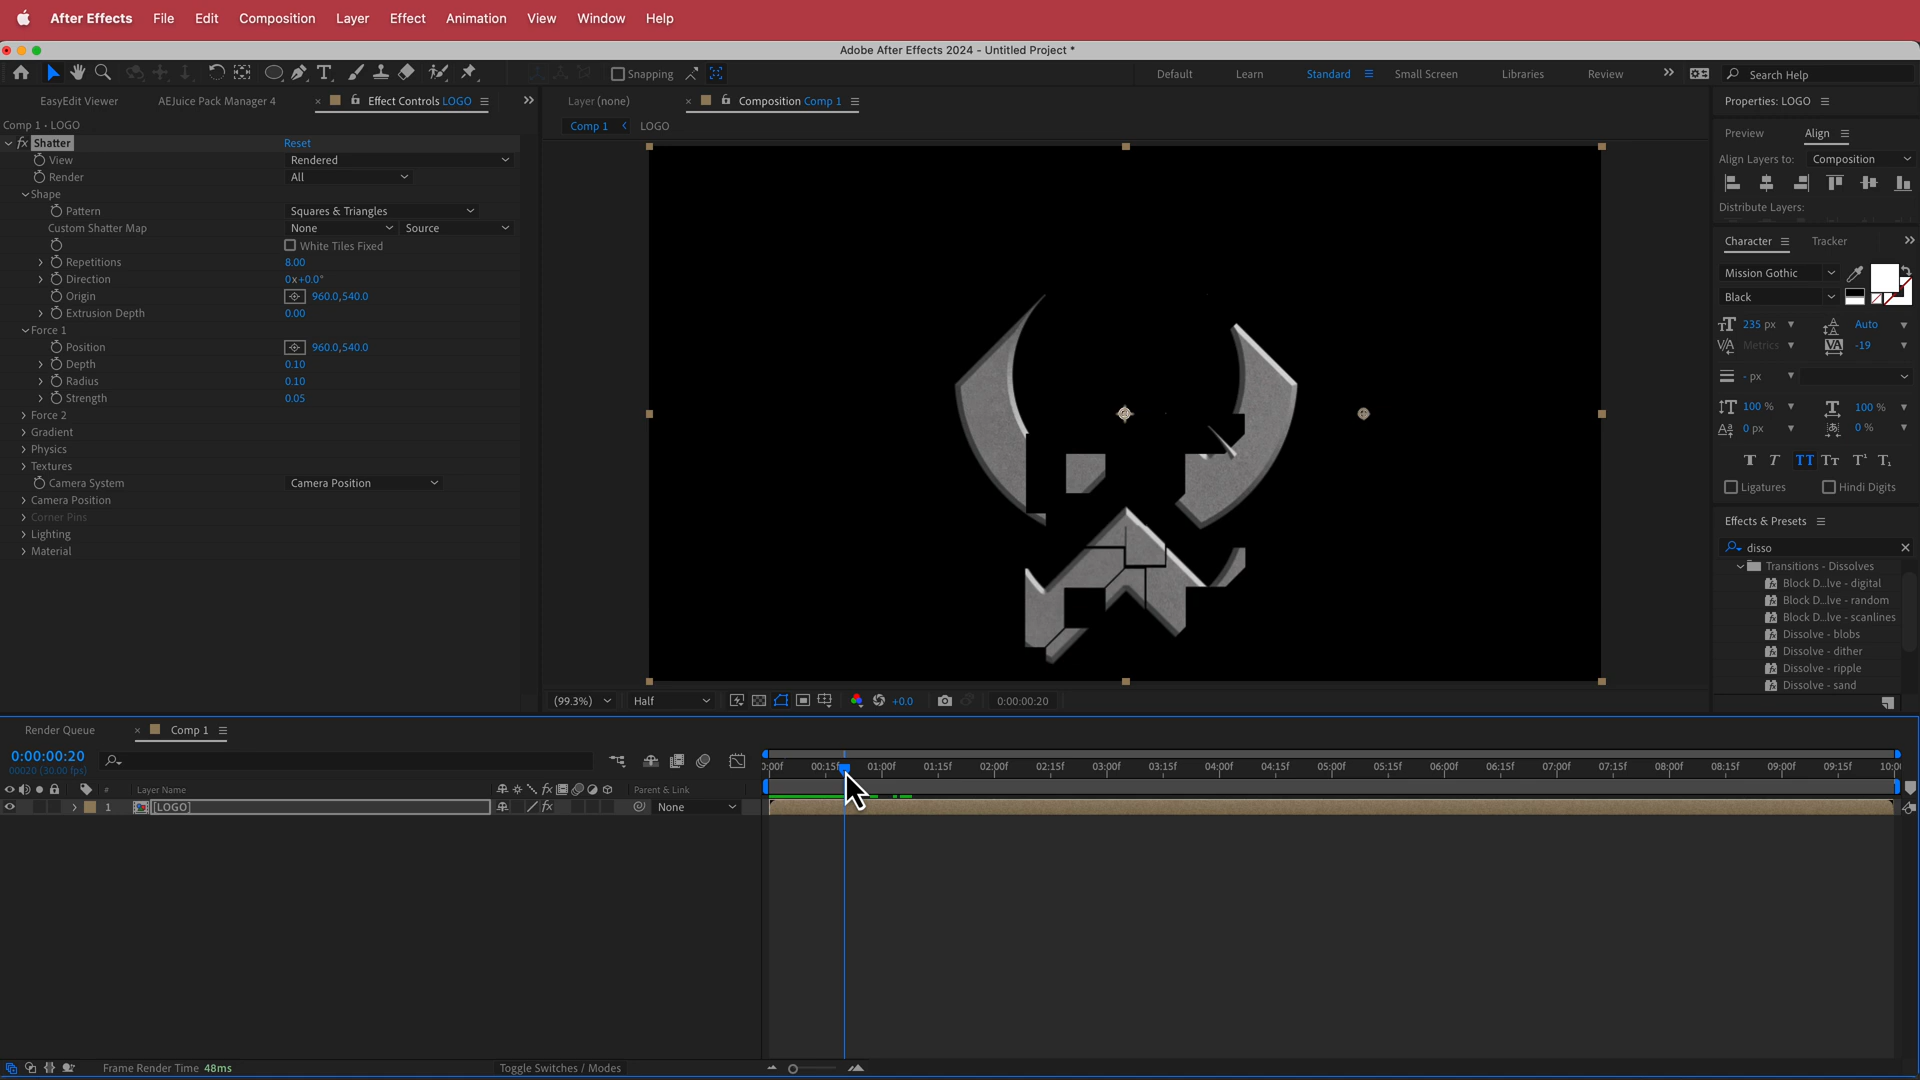 After Effects File Edit Composition Layer Effect Animation View Window Help
Adobe After Effects 2024 - Untitled Project *
Snapping
Default Learn Standard Small Screen Libraries Review Search Help
EasyEdit Viewer AEJuice Pack Manager 4 Effect Controls LOGO
Layer (none) Composition Comp 1
Comp 1 LOGO
Comp 1 • LOGO
fx Shatter Reset
View Rendered
Render All
Shape
Pattern Squares & Triangles
Custom Shatter Map None Source
White Tiles Fixed
Repetitions 8.00
Direction 0x+0.0°
Origin 960.0,540.0
Extrusion Depth 0.00
Force 1
Position 960.0,540.0
Depth 0.10
Radius 0.10
Strength 0.05
Force 2
Gradient
Physics
Textures
Camera System Camera Position
Camera Position
Corner Pins
Lighting
Material
Properties: LOGO
Preview Align
Align Layers to: Composition
Distribute Layers:
Character Tracker
Mission Gothic
Black
235 px Auto
Metrics -19
- px
100 % 100 %
0 px 0 %
Ligatures Hindi Digits
Effects & Presets
disso
Transitions - Dissolves
Block D...lve - digital
Block D...lve - random
Block D...lve - scanlines
Dissolve - blobs
Dissolve - dither
Dissolve - ripple
Dissolve - sand
(99.3%) Half +0.0 0:00:00:20
Render Queue Comp 1
0:00:00:20
00020 (30.00 fps)
00:15f 01:00f 01:15f 02:00f 02:15f 03:00f 03:15f 04:00f 04:15f 05:00f 05:15f 06:00f 06:15f 07:00f 07:15f 08:00f 08:15f 09:00f 09:15f
# Layer Name Parent & Link
1 [LOGO] None
Frame Render Time 48ms Toggle Switches / Modes